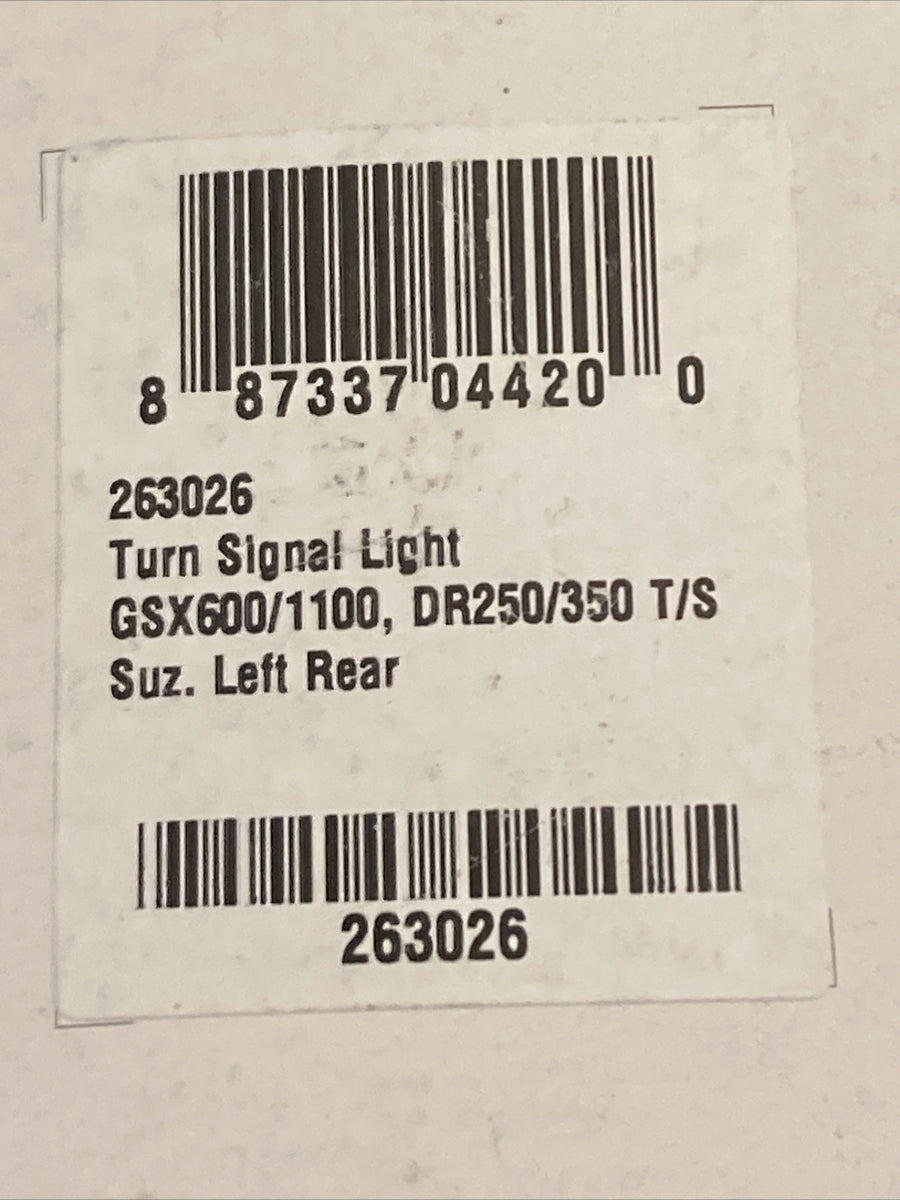 8 87337 04420 0
263026
Turn Signal Light
GSX600/1100, DR250/350 T/S
Suz. Left Rear
263026